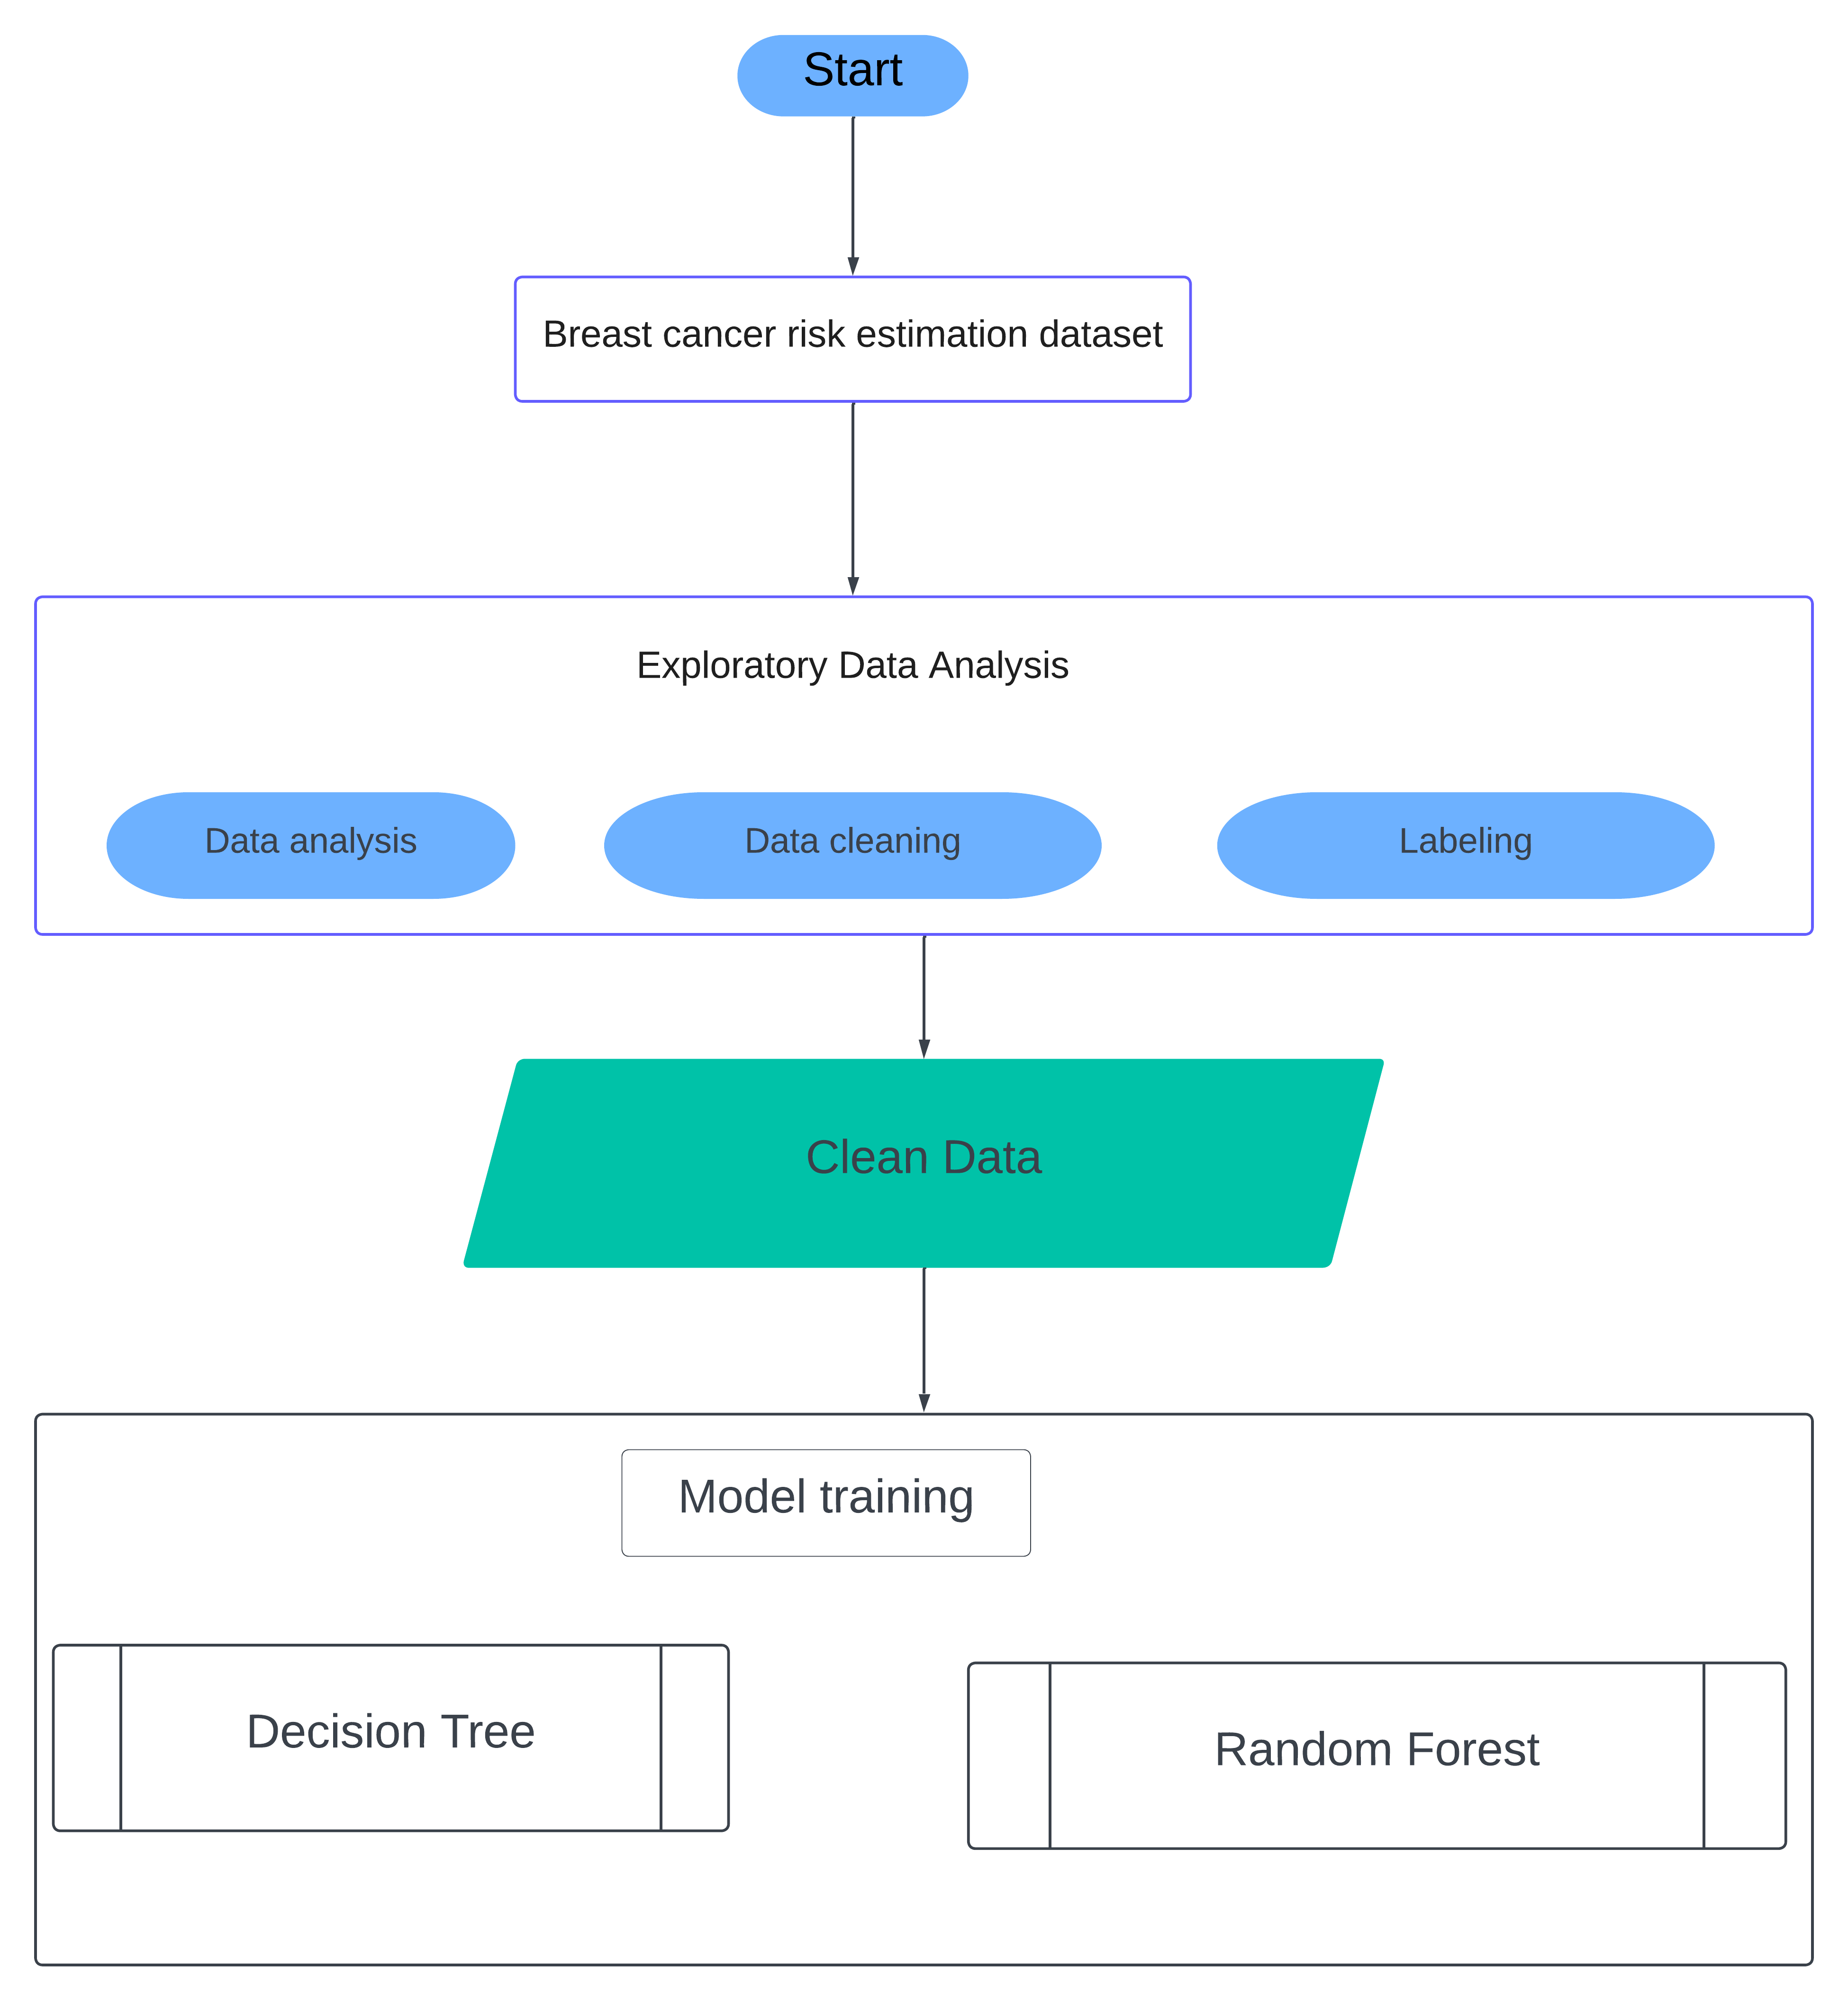 Start
Breast cancer risk estimation dataset
Exploratory Data Analysis
Data analysis
Data cleaning
Labeling
Clean Data
Model training
Decision Tree
Random Forest